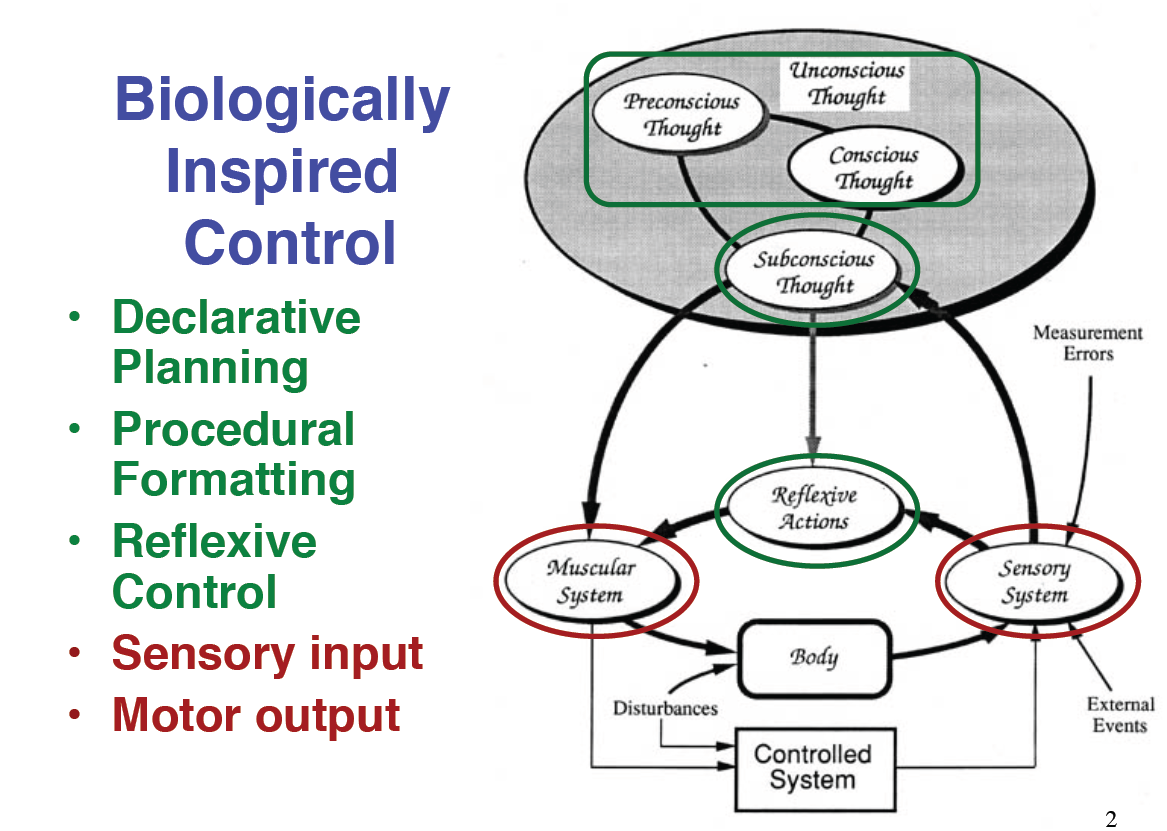 Biologically
Inspired
Control
• Declarative
Planning
• Procedural
Formatting
• Reflexive
Control
• Sensory input
• Motor output
Unconscious
Thought
Preconscious
Thought
Conscious
Thought
Subconscious
Thought
Measurement
Errors
Reflexive
Actions
Muscular
System
Sensory
System
Body
Disturbances
External
Events
Controlled
System
2